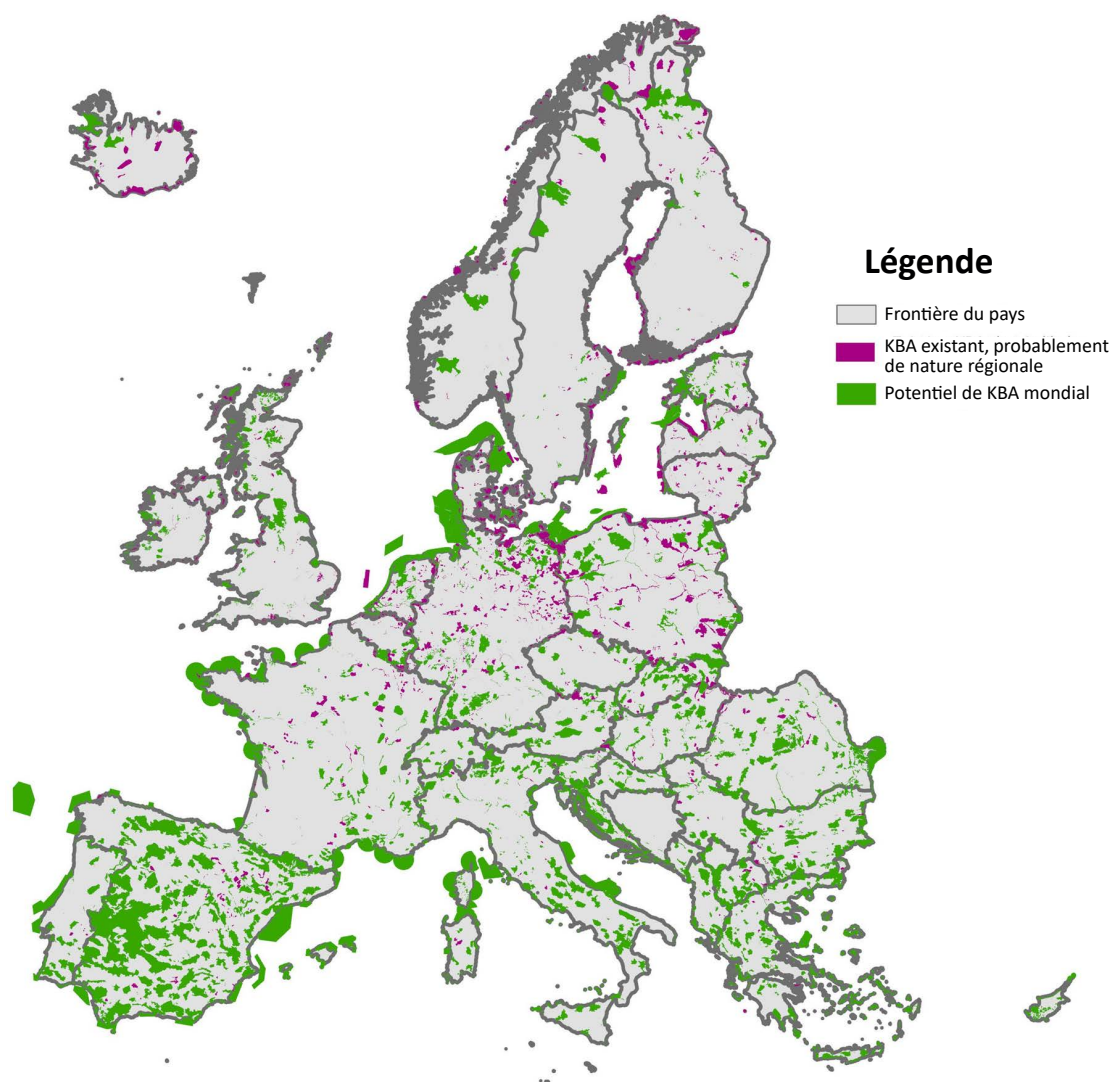 Légende
Frontière du pays
KBA existant, probablement
de nature régionale
Potentiel de KBA mondial